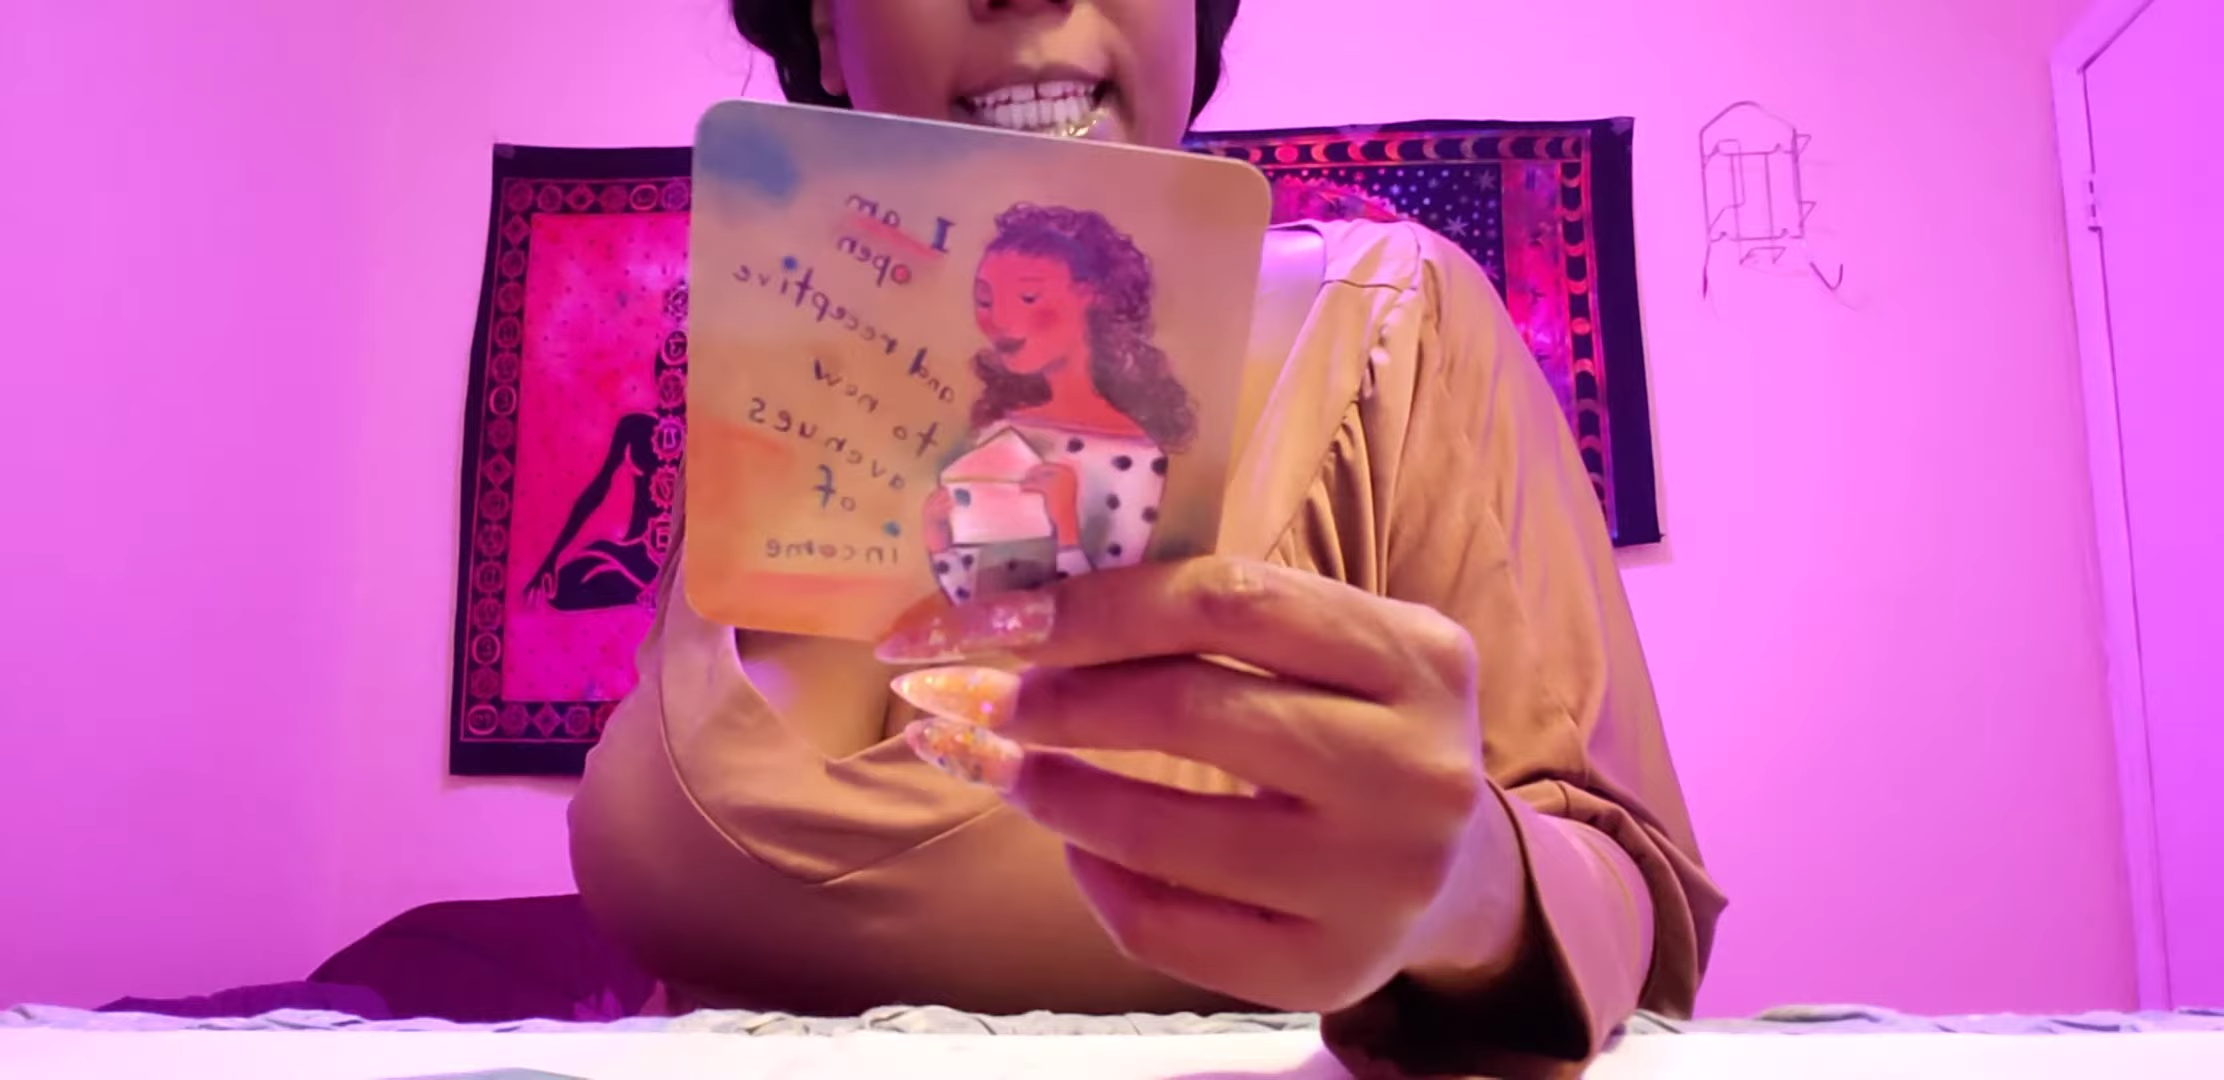 I am
open
and receptive
to new
avenues
of
income